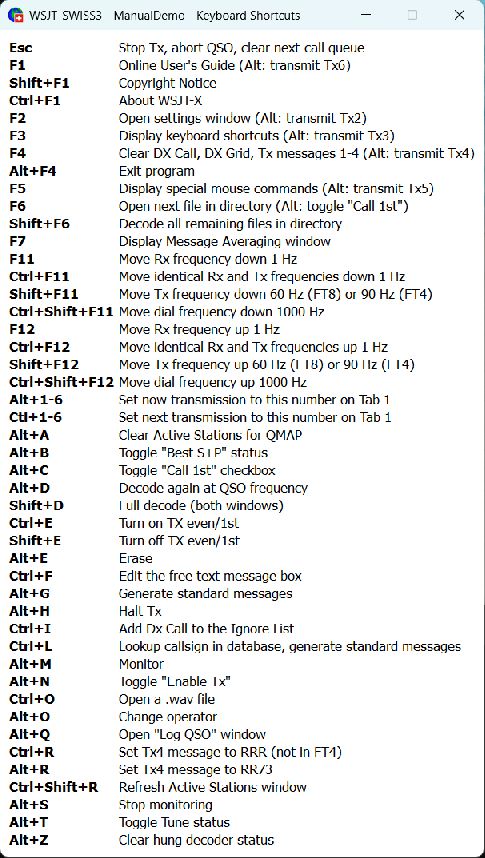 WSJT SWISS3 ManualDemo Keyboard Shortcuts
Esc Stop Tx, abort QSO, clear next call queue
F1 Online User's Guide (Alt: transmit Tx6)
Shift+F1 Copyright Notice
Ctrl+F1 About WSJT-X
F2 Open settings window (Alt: transmit Tx2)
F3 Display keyboard shortcuts (Alt: transmit Tx3)
F4 Clear DX Call, DX Grid, Tx messages 1-4 (Alt: transmit Tx4)
Alt+F4 Exit program
F5 Display special mouse commands (Alt: transmit Tx5)
F6 Open next file in directory (Alt: toggle "Call 1st")
Shift+F6 Decode all remaining files in directory
F7 Display Message Averaging window
F11 Move Rx frequency down 1 Hz
Ctrl+F11 Move identical Rx and Tx frequencies down 1 Hz
Shift+F11 Move Tx frequency down 60 Hz (FT8) or 90 Hz (FT4)
Ctrl+Shift+F11 Move dial frequency down 1000 Hz
F12 Move Rx frequency up 1 Hz
Ctrl+F12 Move identical Rx and Tx frequencies up 1 Hz
Shift+F12 Move Tx frequency up 60 Hz (FT8) or 90 Hz (FT4)
Ctrl+Shift+F12 Move dial frequency up 1000 Hz
Alt+1-6 Set now transmission to this number on Tab 1
Ctl+1-6 Set next transmission to this number on Tab 1
Alt+A Clear Active Stations for QMAP
Alt+B Toggle "Best S+P" status
Alt+C Toggle "Call 1st" checkbox
Alt+D Decode again at QSO frequency
Shift+D Full decode (both windows)
Ctrl+E Turn on TX even/1st
Shift+E Turn off TX even/1st
Alt+E Erase
Ctrl+F Edit the free text message box
Alt+G Generate standard messages
Alt+H Halt Tx
Ctrl+I Add Dx Call to the Ignore List
Ctrl+L Lookup callsign in database, generate standard messages
Alt+M Monitor
Alt+N Toggle "Enable Tx"
Ctrl+O Open a .wav file
Alt+O Change operator
Alt+Q Open "Log QSO" window
Ctrl+R Set Tx4 message to RRR (not in FT4)
Alt+R Set Tx4 message to RR73
Ctrl+Shift+R Refresh Active Stations window
Alt+S Stop monitoring
Alt+T Toggle Tune status
Alt+Z Clear hung decoder status